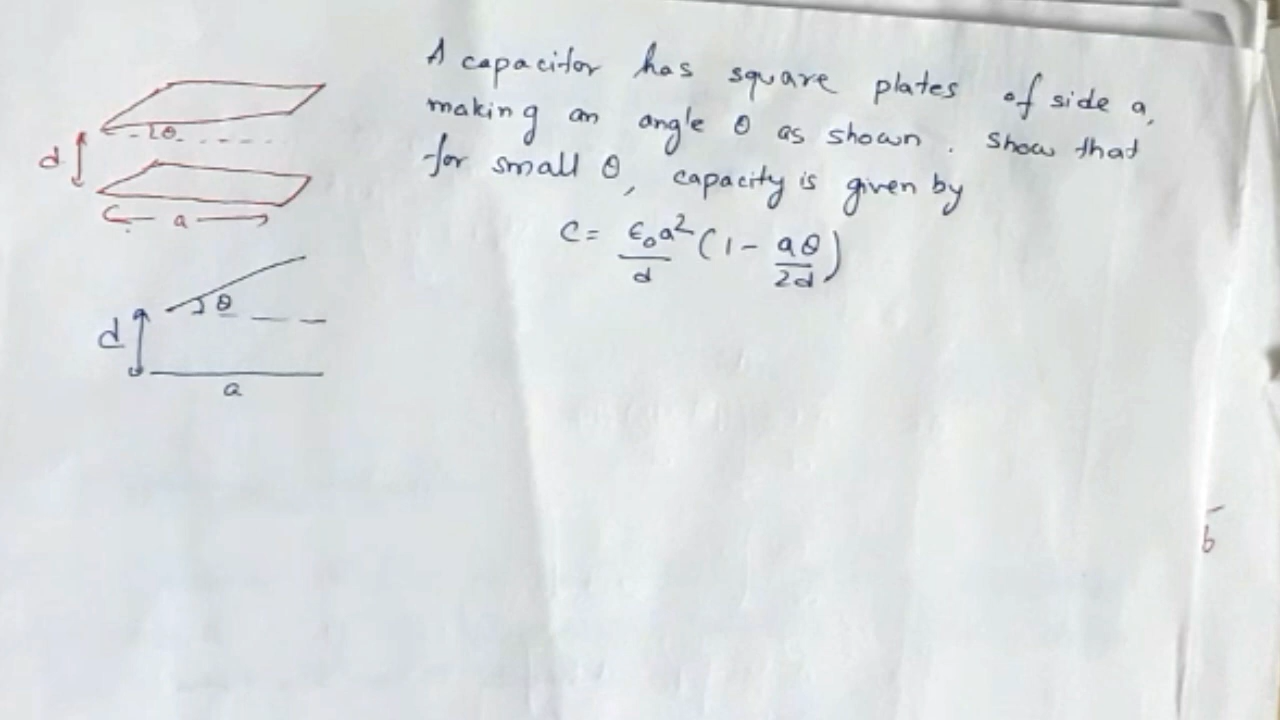 A capacitor has square plates of side a,
making an angle θ as shown. Show that
for small θ, capacity is given by
C = ε₀a²/d (1 - aθ/2d)
θ
d
a
θ
d
a
b